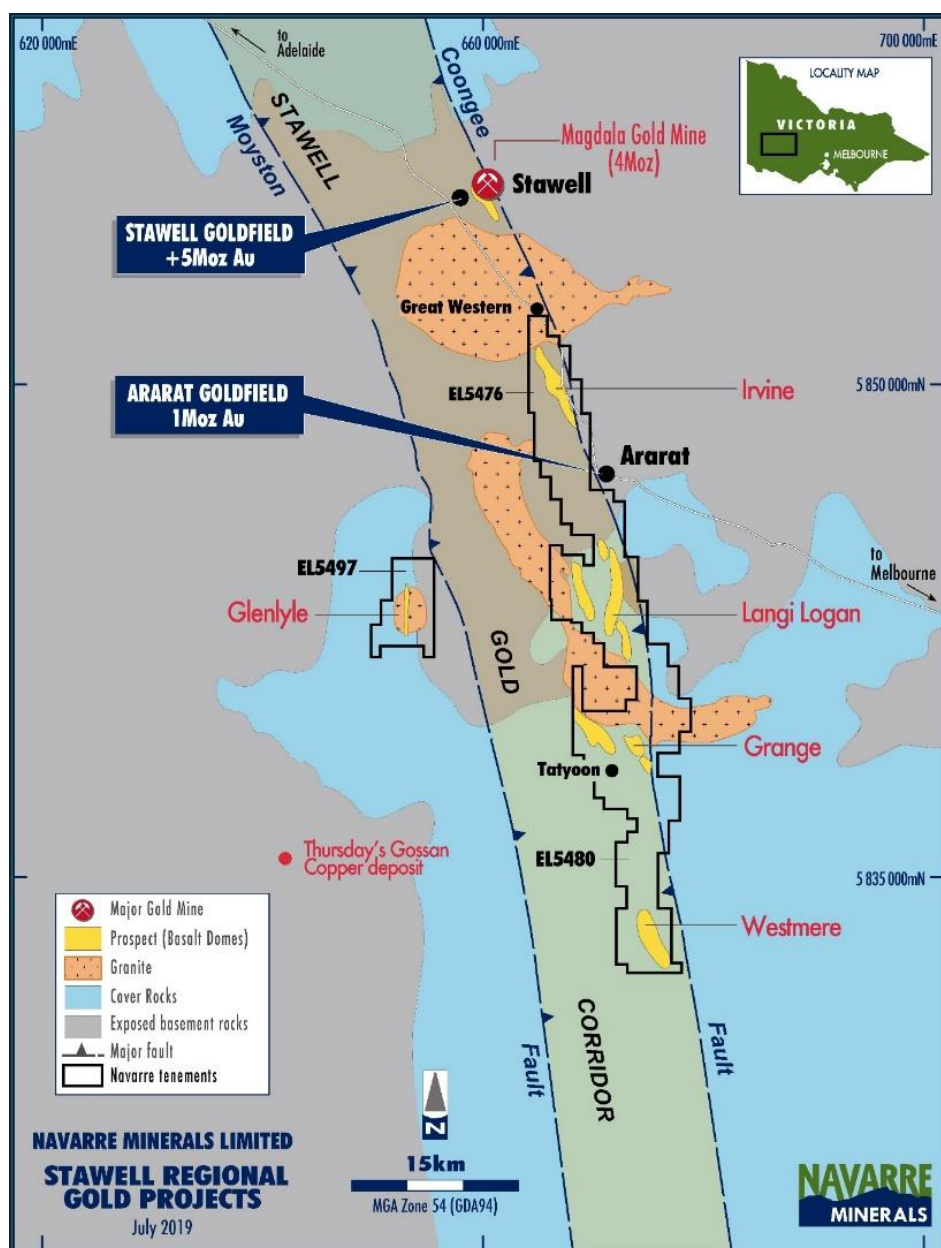 620 000mE
660 000mE
700 000mE
to
Adelaide
LOCALITY MAP
VICTORIA
MELBOURNE
Coongee
STAWELL
Moyston
Magdala Gold Mine
(4Moz)
Stawell
STAWELL GOLDFIELD
+5Moz Au
Great Western
5 850 000mN
EL5476
Irvine
ARARAT GOLDFIELD
1Moz Au
Ararat
to
Melbourne
EL5497
Glenlyle
Langi Logan
GOLD
Grange
Tatyoon
Thursday's Gossan
Copper deposit
EL5480
5 835 000mN
Westmere
Major Gold Mine
Prospect (Basalt Domes)
Granite
Cover Rocks
Exposed basement rocks
Major fault
Navarre tenements
CORRIDOR
Fault
Fault
N
15km
MGA Zone 54 (GDA94)
NAVARRE MINERALS LIMITED
STAWELL REGIONAL
GOLD PROJECTS
July 2019
NAVARRE
MINERALS